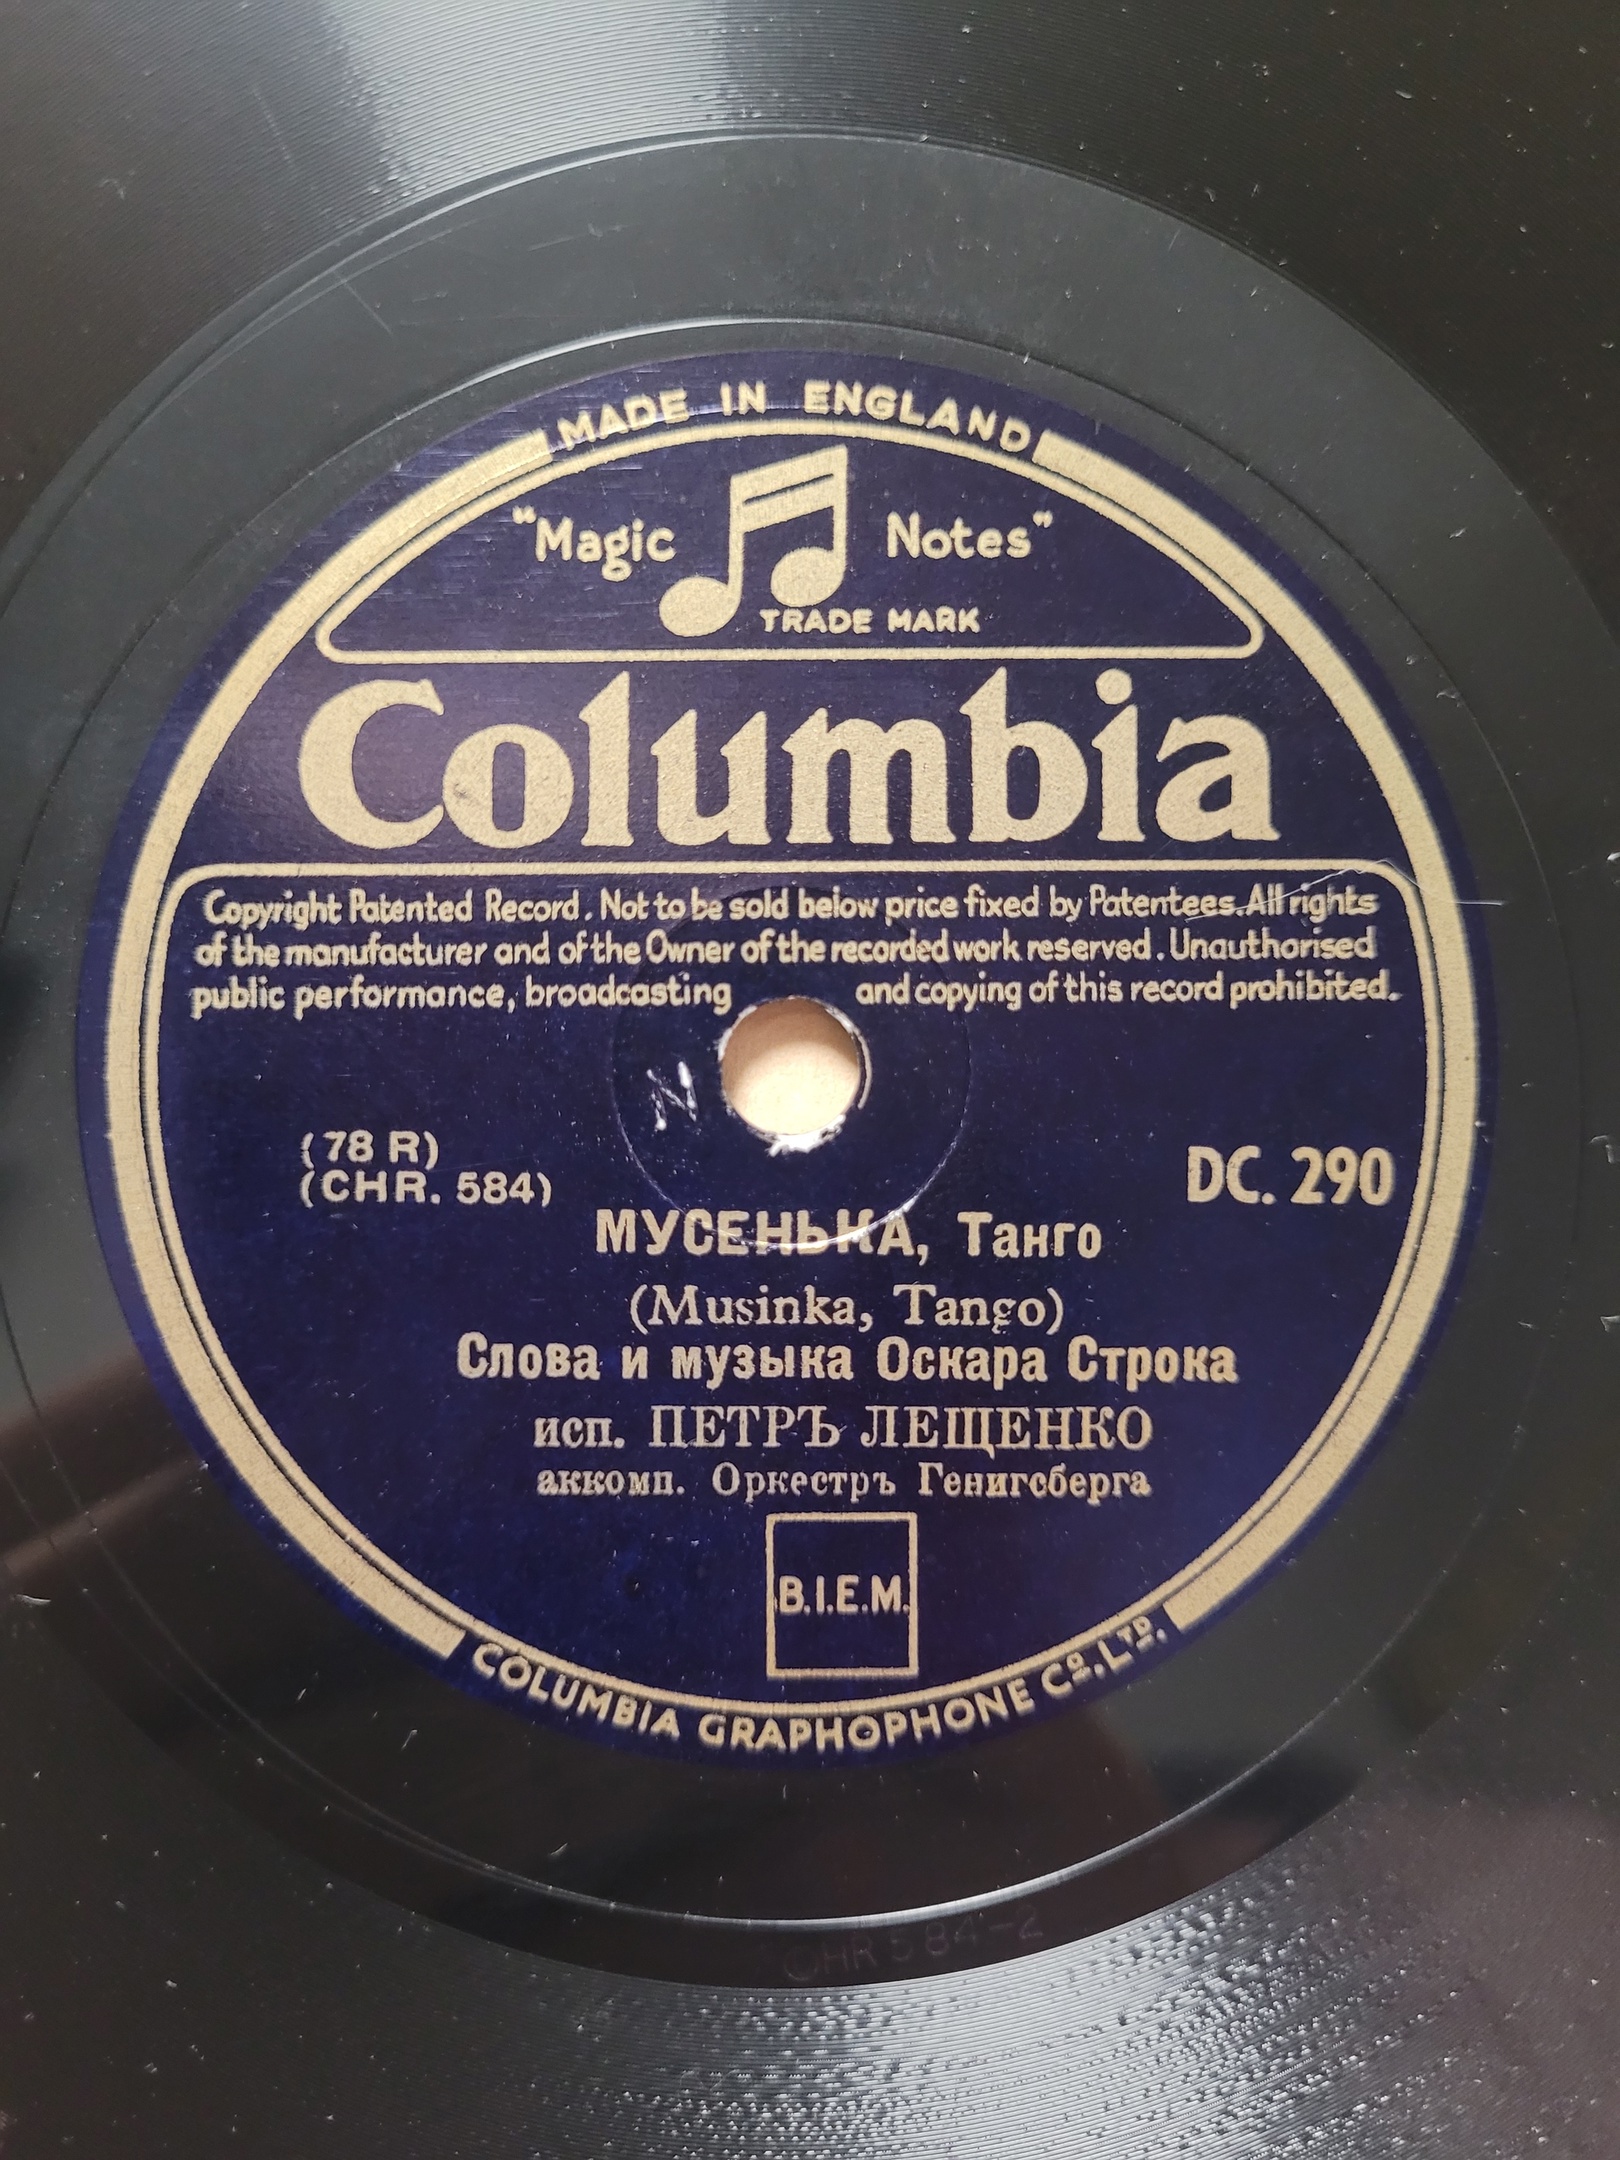 MADE IN ENGLAND
"Magic Notes"
TRADE MARK
Columbia
Copyright Patented Record. Not to be sold below price fixed by Patentees. All rights
of the manufacturer and of the Owner of the recorded work reserved. Unauthorised
public performance, broadcasting and copying of this record prohibited.
N
(78 R)
(CHR. 584)
DC. 290
МУСЕНЬКА, Танго
(Musinka, Tango)
Слова и музыка Оскара Строка
исп. ПЕТРЪ ЛЕЩЕНКО
аккомп. Оркестръ Генигсберга
B.I.E.M.
COLUMBIA GRAPHOPHONE Co. LTD.
CHR 584-2